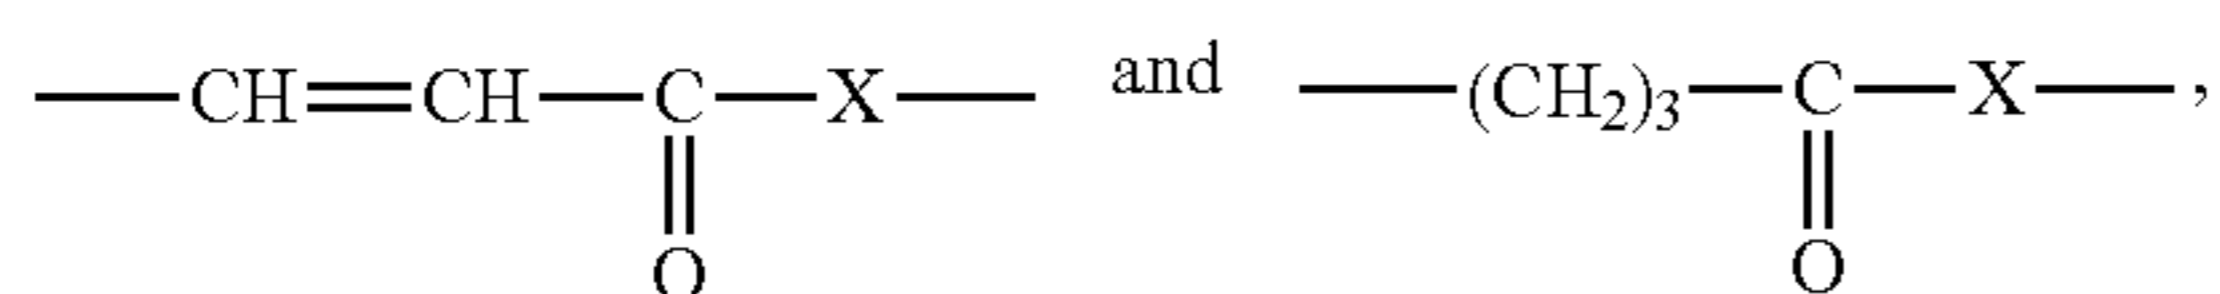 —CH=CH—C—X— and —(CH₂)₃—C—X—,
O O